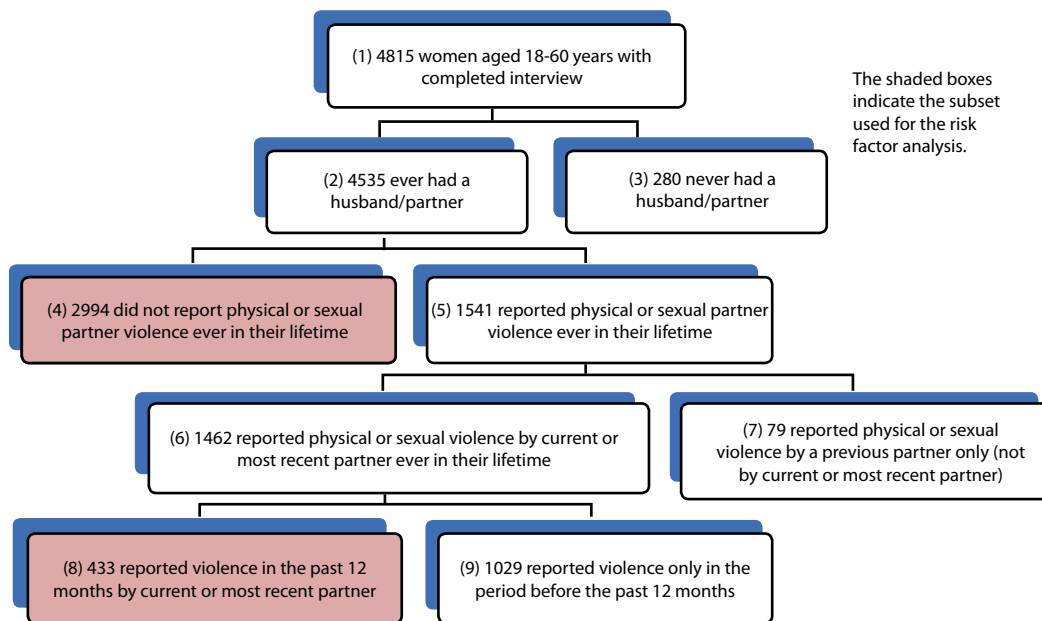 (1) 4815 women aged 18-60 years with
completed interview
The shaded boxes
indicate the subset
used for the risk
factor analysis.
(2) 4535 ever had a
husband/partner
(3) 280 never had a
husband/partner
(4) 2994 did not report physical or sexual
partner violence ever in their lifetime
(5) 1541 reported physical or sexual partner
violence ever in their lifetime
(6) 1462 reported physical or sexual violence by current or
most recent partner ever in their lifetime
(7) 79 reported physical or sexual
violence by a previous partner only (not
by current or most recent partner)
(8) 433 reported violence in the past 12
months by current or most recent partner
(9) 1029 reported violence only in the
period before the past 12 months